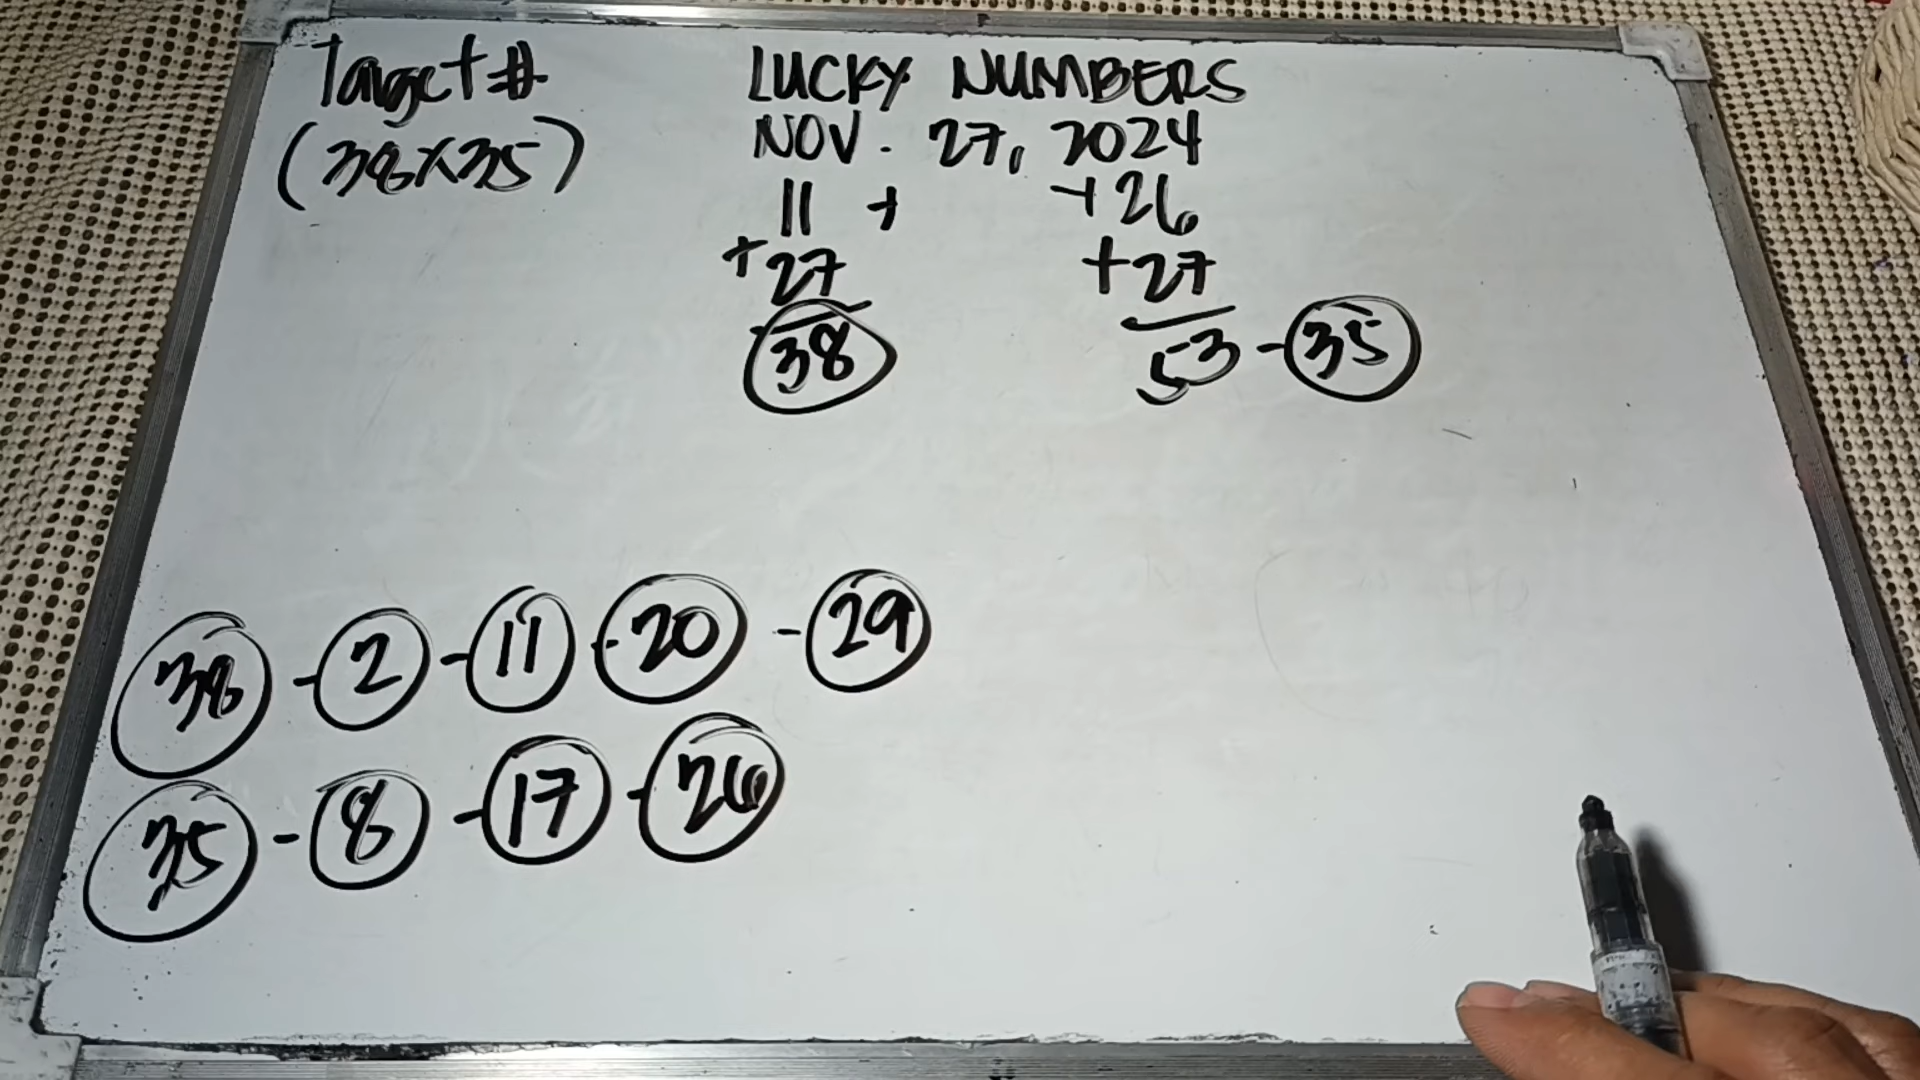 Target #
(38x35)
LUCKY NUMBERS
NOV. 27, 2024
11 + +26
+27 +27
38 53-35
38-2-11-20-29
35-8-17-26